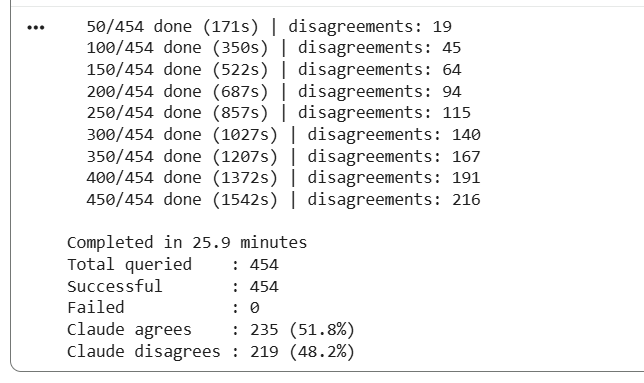 50/454 done (171s) | disagreements: 19
100/454 done (350s) | disagreements: 45
150/454 done (522s) | disagreements: 64
200/454 done (687s) | disagreements: 94
250/454 done (857s) | disagreements: 115
300/454 done (1027s) | disagreements: 140
350/454 done (1207s) | disagreements: 167
400/454 done (1372s) | disagreements: 191
450/454 done (1542s) | disagreements: 216
Completed in 25.9 minutes
Total queried : 454
Successful : 454
Failed : 0
Claude agrees : 235 (51.8%)
Claude disagrees : 219 (48.2%)